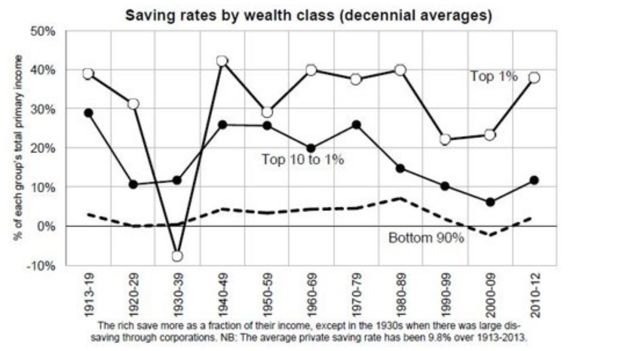 Saving rates by wealth class (decennial averages)
% of each group's total primary income
50%
40%
30%
20%
10%
0%
-10%
Top 1%
Top 10 to 1%
Bottom 90%
1913-19
1920-29
1930-39
1940-49
1950-59
1960-69
1970-79
1980-89
1990-99
2000-09
2010-12
The rich save more as a fraction of their income, except in the 1930s when there was large dis-
saving through corporations. NB: The average private saving rate has been 9.8% over 1913-2013.